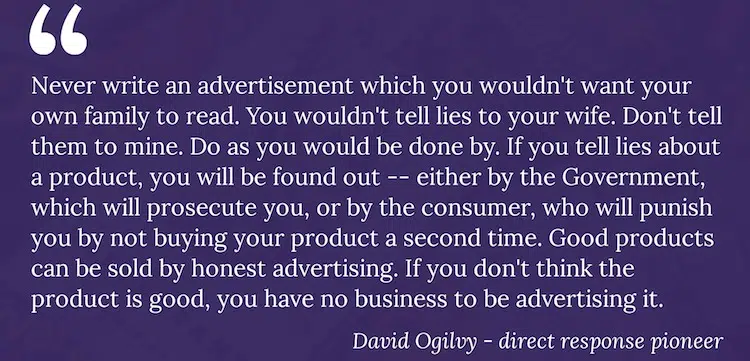 “
Never write an advertisement which you wouldn't want your
own family to read. You wouldn't tell lies to your wife. Don't tell
them to mine. Do as you would be done by. If you tell lies about
a product, you will be found out -- either by the Government,
which will prosecute you, or by the consumer, who will punish
you by not buying your product a second time. Good products
can be sold by honest advertising. If you don't think the
product is good, you have no business to be advertising it.
David Ogilvy - direct response pioneer